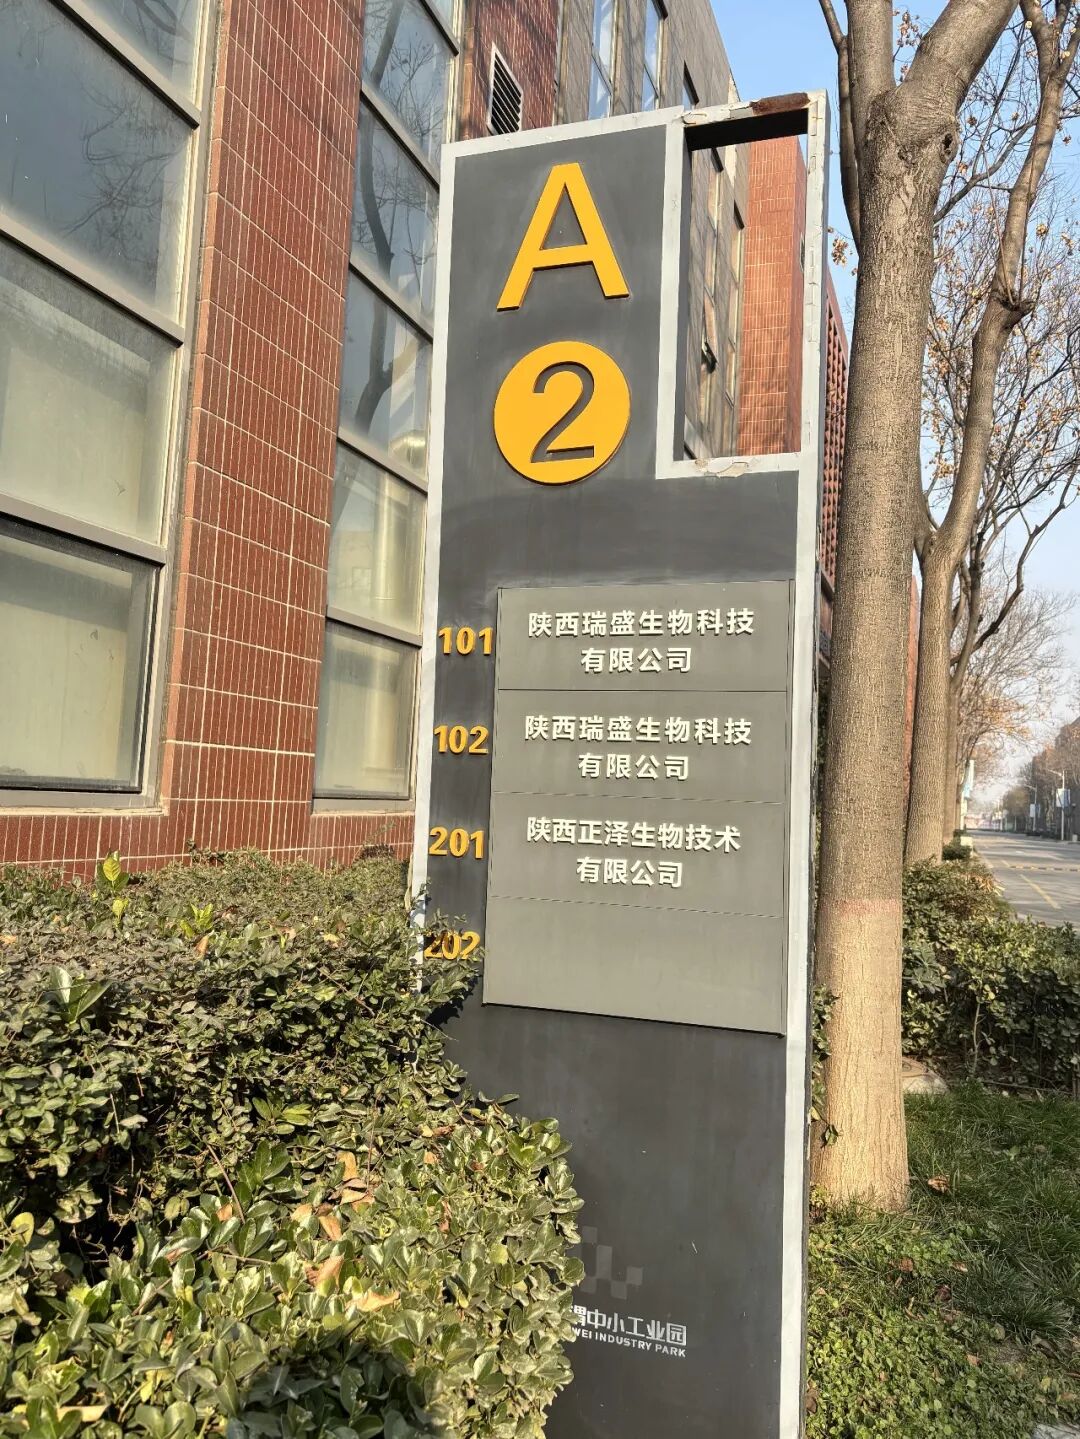 A
2
101
陕西瑞盛生物科技
有限公司
102
陕西瑞盛生物科技
有限公司
201
陕西正泽生物技术
有限公司
202
渭中小工业园
WEI INDUSTRY PARK